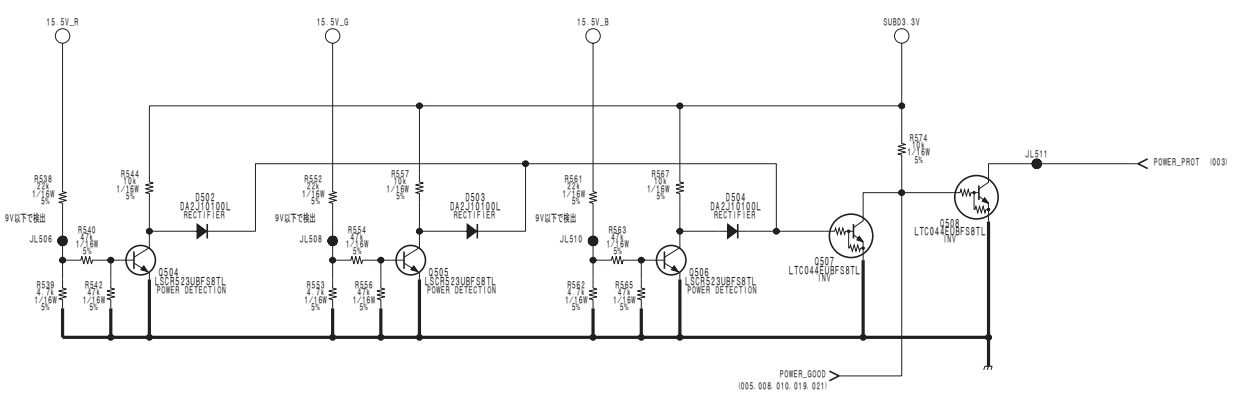 15.5V_R
15.5V_G
15.5V_B
SUBD3.3V
R574
10k
1/16W
5%
JL511
POWER_PROT (003)
R538
22k
1/16W
5%
R544
10k
1/16W
5%
D502
DA2J10100L
RECTIFIER
R552
22k
1/16W
5%
R557
10k
1/16W
5%
D503
DA2J10100L
RECTIFIER
R561
22k
1/16W
5%
R567
10k
1/16W
5%
D504
DA2J10100L
RECTIFIER
9V以下で検出
JL506
R540
47k
1/16W
5%
9V以下で検出
JL508
R554
47k
1/16W
5%
9V以下で検出
JL510
R563
47k
1/16W
5%
Q508
LTC044EUBFS8TL
INV
Q507
LTC044EUBFS8TL
INV
R539
4.7k
1/16W
5%
R542
47k
1/16W
5%
Q504
LSCR523UBFS8TL
POWER DETECTION
R553
4.7k
1/16W
5%
R556
47k
1/16W
5%
Q505
LSCR523UBFS8TL
POWER DETECTION
R562
4.7k
1/16W
5%
R565
47k
1/16W
5%
Q506
LSCR523UBFS8TL
POWER DETECTION
POWER_GOOD
(005, 008, 010, 019, 021)